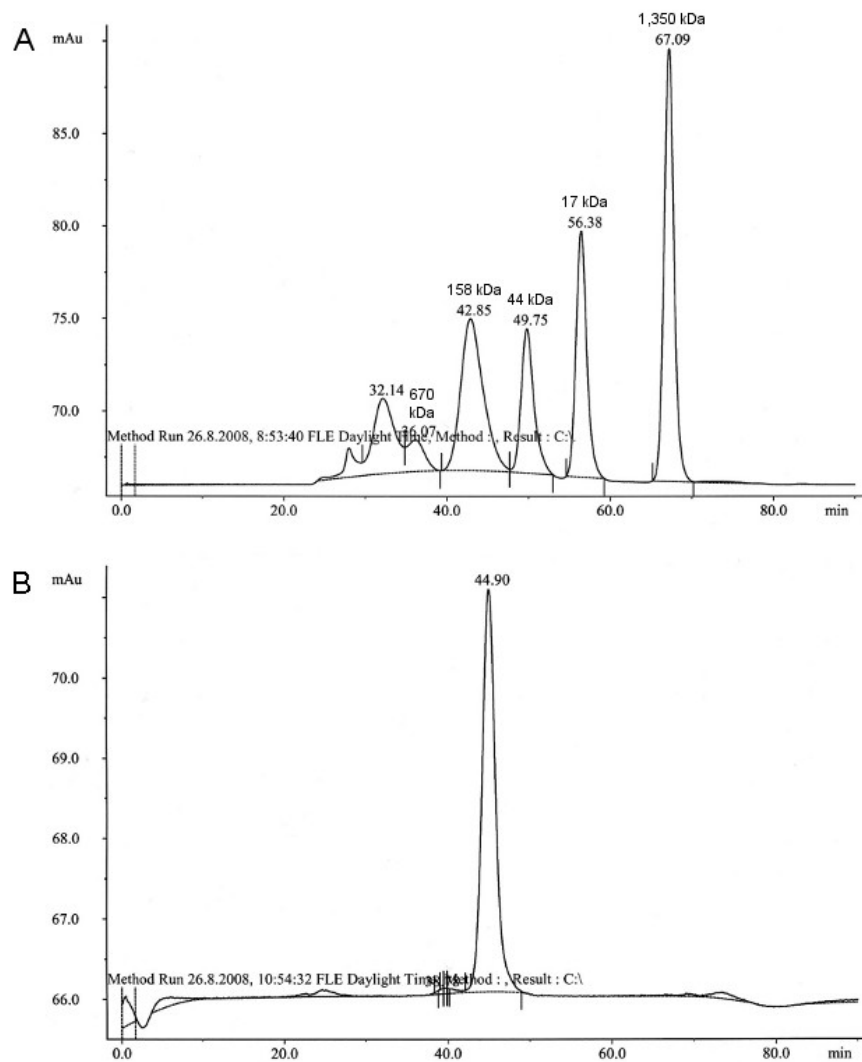 A
mAu
1,350 kDa
67.09
85.0
17 kDa
56.38
80.0
158 kDa
42.85
44 kDa
49.75
75.0
32.14
670
kDa
36.07
70.0
Method Run 26.8.2008, 8:53:40 FLE Daylight Time, Method : , Result : C:\
0.0
20.0
40.0
60.0
80.0
min
B
mAu
44.90
70.0
69.0
68.0
67.0
Method Run 26.8.2008, 10:54:32 FLE Daylight Time, Method : , Result : C:\
66.0
0.0
20.0
40.0
60.0
80.0
min